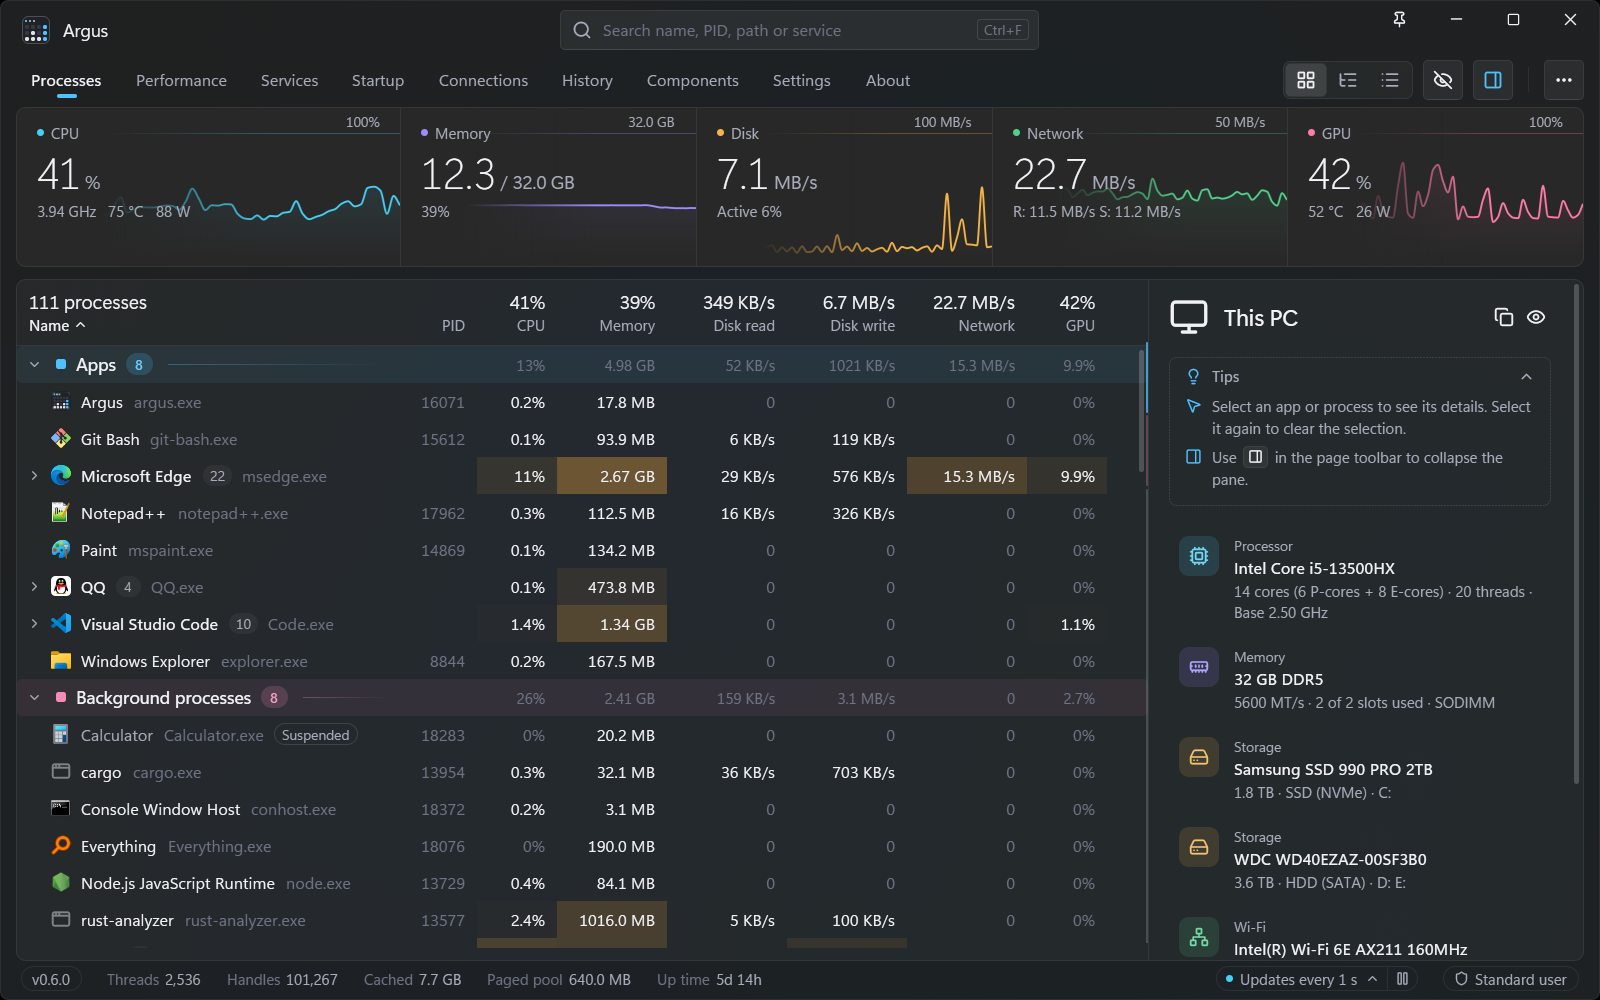 Argus
Search name, PID, path or service
Ctrl+F
Processes
Performance
Services
Startup
Connections
History
Components
Settings
About
CPU
100%
41 %
3.94 GHz 75 °C 88 W
Memory
32.0 GB
12.3 / 32.0 GB
39%
Disk
100 MB/s
7.1 MB/s
Active 6%
Network
50 MB/s
22.7 MB/s
R: 11.5 MB/s S: 11.2 MB/s
GPU
100%
42 %
52 °C 26 W
111 processes 41% 39% 349 KB/s 6.7 MB/s 22.7 MB/s 42%
Name PID CPU Memory Disk read Disk write Network GPU
Apps 8 13% 4.98 GB 52 KB/s 1021 KB/s 15.3 MB/s 9.9%
Argus argus.exe 16071 0.2% 17.8 MB 0 0 0 0%
Git Bash git-bash.exe 15612 0.1% 93.9 MB 6 KB/s 119 KB/s 0 0%
Microsoft Edge 22 msedge.exe 11% 2.67 GB 29 KB/s 576 KB/s 15.3 MB/s 9.9%
Notepad++ notepad++.exe 17962 0.3% 112.5 MB 16 KB/s 326 KB/s 0 0%
Paint mspaint.exe 14869 0.1% 134.2 MB 0 0 0 0%
QQ 4 QQ.exe 0.1% 473.8 MB 0 0 0 0%
Visual Studio Code 10 Code.exe 1.4% 1.34 GB 0 0 0 1.1%
Windows Explorer explorer.exe 8844 0.2% 167.5 MB 0 0 0 0%
Background processes 8 26% 2.41 GB 159 KB/s 3.1 MB/s 0 2.7%
Calculator Calculator.exe Suspended 18283 0% 20.2 MB 0 0 0 0%
cargo cargo.exe 13954 0.3% 32.1 MB 36 KB/s 703 KB/s 0 0%
Console Window Host conhost.exe 18372 0.2% 3.1 MB 0 0 0 0%
Everything Everything.exe 18076 0% 190.0 MB 0 0 0 0%
Node.js JavaScript Runtime node.exe 13729 0.4% 84.1 MB 0 0 0 0%
rust-analyzer rust-analyzer.exe 13577 2.4% 1016.0 MB 5 KB/s 100 KB/s 0 0%
This PC
Tips
Select an app or process to see its details. Select
it again to clear the selection.
Use in the page toolbar to collapse the
pane.
Processor
Intel Core i5-13500HX
14 cores (6 P-cores + 8 E-cores) · 20 threads ·
Base 2.50 GHz
Memory
32 GB DDR5
5600 MT/s · 2 of 2 slots used · SODIMM
Storage
Samsung SSD 990 PRO 2TB
1.8 TB · SSD (NVMe) · C:
Storage
WDC WD40EZAZ-00SF3B0
3.6 TB · HDD (SATA) · D: E:
Wi-Fi
Intel(R) Wi-Fi 6E AX211 160MHz
v0.6.0 Threads 2,536 Handles 101,267 Cached 7.7 GB Paged pool 640.0 MB Up time 5d 14h
Updates every 1 s
Standard user